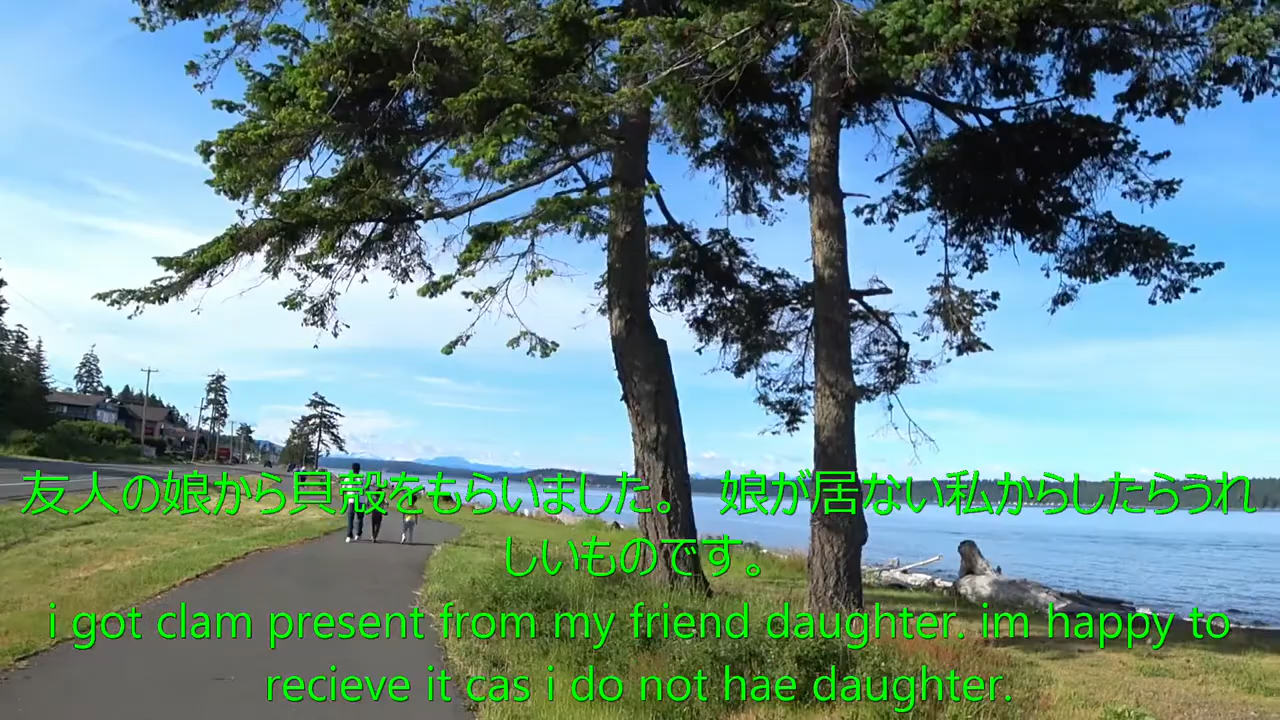 友人の娘から貝殻をもらいました。 娘が居ない私からしたらうれ
しいものです。
i got clam present from my friend daughter. im happy to
recieve it cas i do not hae daughter.